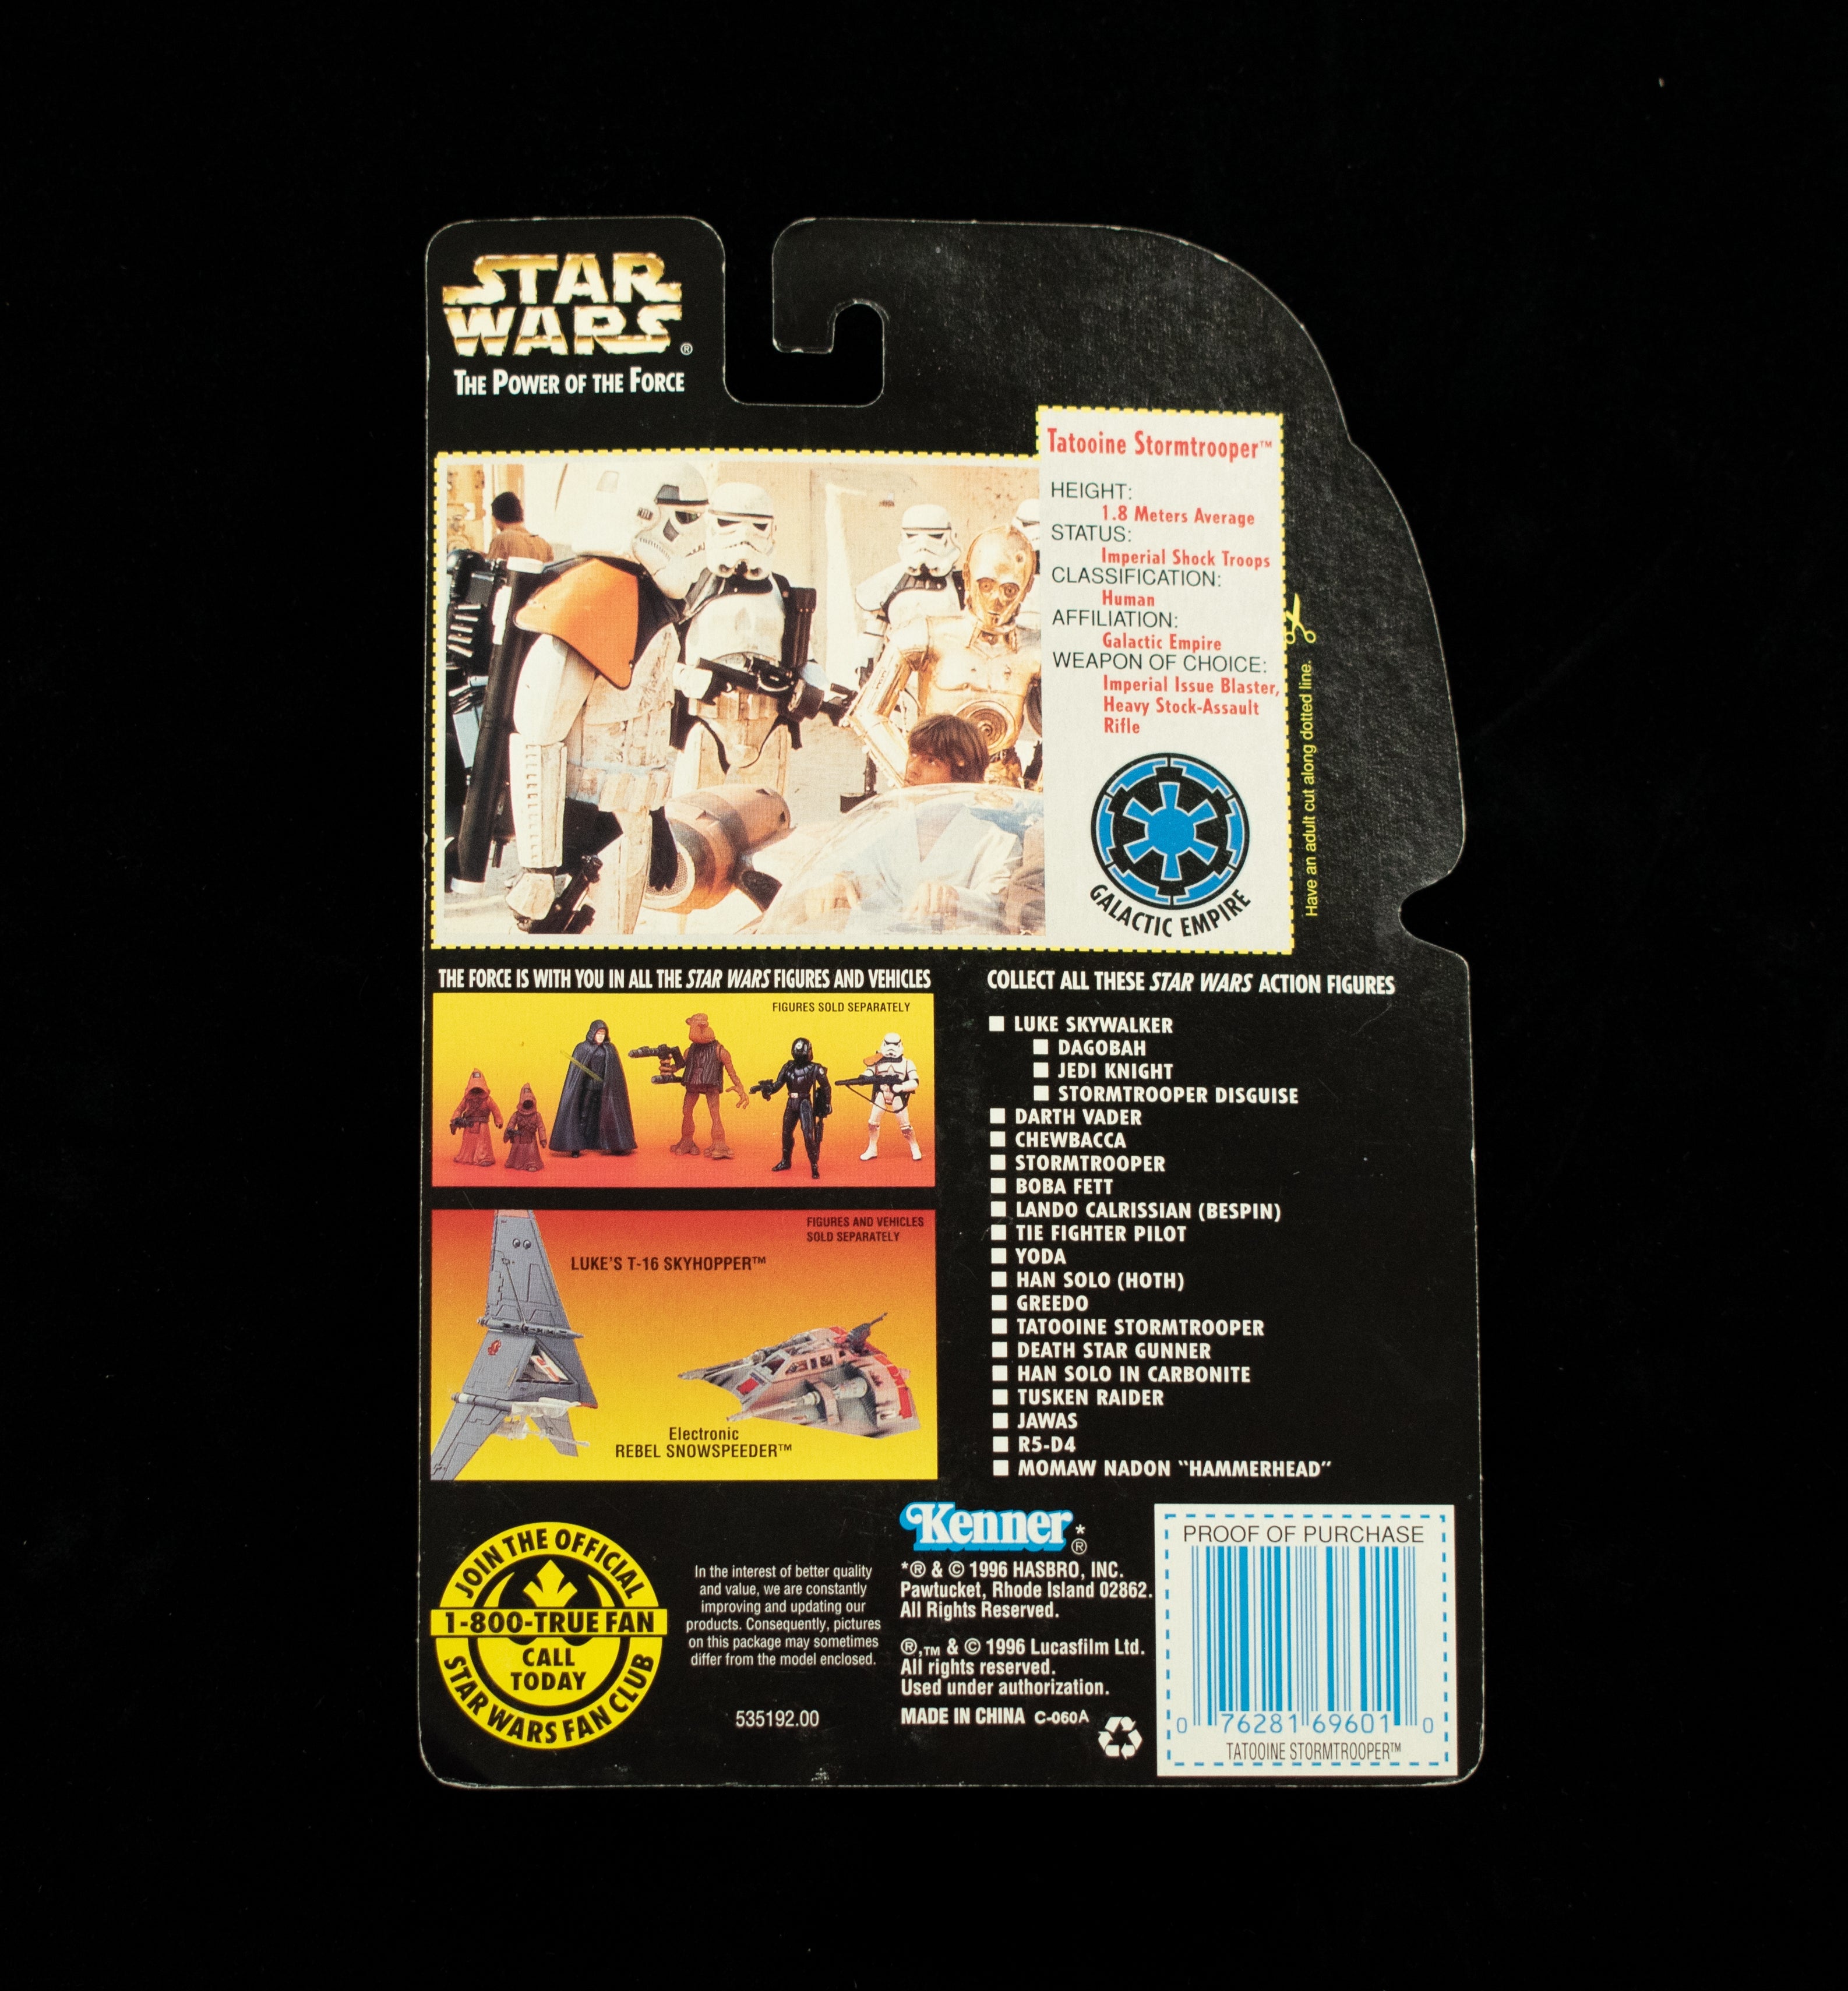 STAR
WARS®
THE POWER OF THE FORCE
Tatooine Stormtrooper™
HEIGHT:
1.8 Meters Average
STATUS:
Imperial Shock Troops
CLASSIFICATION:
Human
AFFILIATION:
Galactic Empire
WEAPON OF CHOICE:
Imperial Issue Blaster,
Heavy Stock-Assault
Rifle
GALACTIC EMPIRE
Have an adult cut along dotted line.
THE FORCE IS WITH YOU IN ALL THE STAR WARS FIGURES AND VEHICLES
FIGURES SOLD SEPARATELY
FIGURES AND VEHICLES
SOLD SEPARATELY
LUKE'S T-16 SKYHOPPER™
Electronic
REBEL SNOWSPEEDER™
COLLECT ALL THESE STAR WARS ACTION FIGURES
LUKE SKYWALKER
DAGOBAH
JEDI KNIGHT
STORMTROOPER DISGUISE
DARTH VADER
CHEWBACCA
STORMTROOPER
BOBA FETT
LANDO CALRISSIAN (BESPIN)
TIE FIGHTER PILOT
YODA
HAN SOLO (HOTH)
GREEDO
TATOOINE STORMTROOPER
DEATH STAR GUNNER
HAN SOLO IN CARBONITE
TUSKEN RAIDER
JAWAS
R5-D4
MOMAW NADON "HAMMERHEAD"
JOIN THE OFFICIAL
1-800-TRUE FAN
CALL
TODAY
STAR WARS FAN CLUB
In the interest of better quality
and value, we are constantly
improving and updating our
products. Consequently, pictures
on this package may sometimes
differ from the model enclosed.
535192.00
Kenner*®
*® & © 1996 HASBRO, INC.
Pawtucket, Rhode Island 02862.
All Rights Reserved.
®,™ & © 1996 Lucasfilm Ltd.
All rights reserved.
Used under authorization.
MADE IN CHINA C-060A
PROOF OF PURCHASE
0 76281 69601 0
TATOOINE STORMTROOPER™